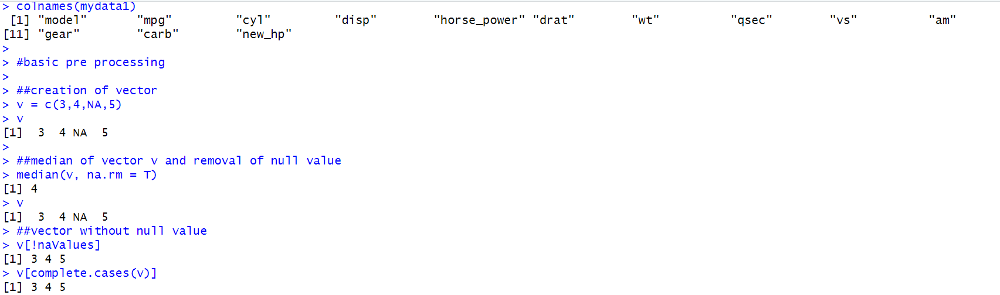 > colnames(mydata1)
 [1] "model"       "mpg"         "cyl"         "disp"        "horse_power" "drat"        "wt"          "qsec"        "vs"          "am"
[11] "gear"        "carb"        "new_hp"
>
> #basic pre processing
>
> ##creation of vector
> v = c(3,4,NA,5)
> v
[1]  3  4 NA  5
>
> ##median of vector v and removal of null value
> median(v, na.rm = T)
[1] 4
> v
[1]  3  4 NA  5
> ##vector without null value
> v[!naValues]
[1] 3 4 5
> v[complete.cases(v)]
[1] 3 4 5